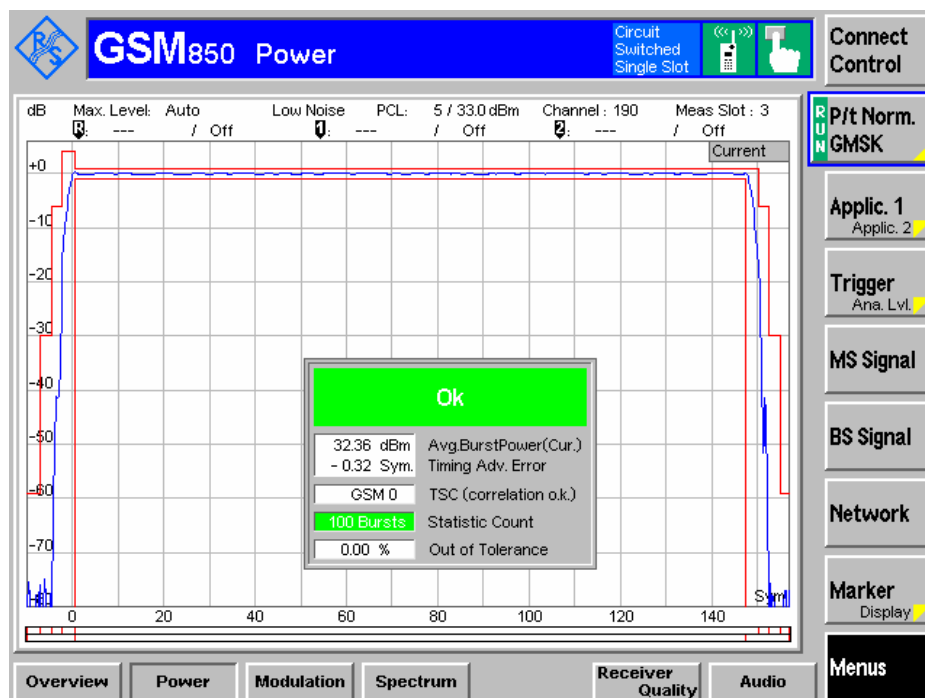 R&S
GSM850 Power
Circuit
Switched
Single Slot
Connect
Control
dB Max. Level: Auto Low Noise PCL: 5 / 33.0 dBm Channel : 190 Meas Slot : 3
R: --- / Off 1: --- / Off 2: --- / Off
Current
RUN
P/t Norm.
GMSK
Applic. 1
Applic. 2
Trigger
Ana. Lvl.
MS Signal
BS Signal
Network
Marker
Display
Menus
+0
-10
-20
-30
-40
-50
-60
-70
-80
Ok
32.36 dBm Avg.BurstPower(Cur.)
- 0.32 Sym. Timing Adv. Error
GSM 0 TSC (correlation o.k.)
100 Bursts Statistic Count
0.00 % Out of Tolerance
Sym
0 20 40 60 80 100 120 140
Overview Power Modulation Spectrum Receiver Quality Audio